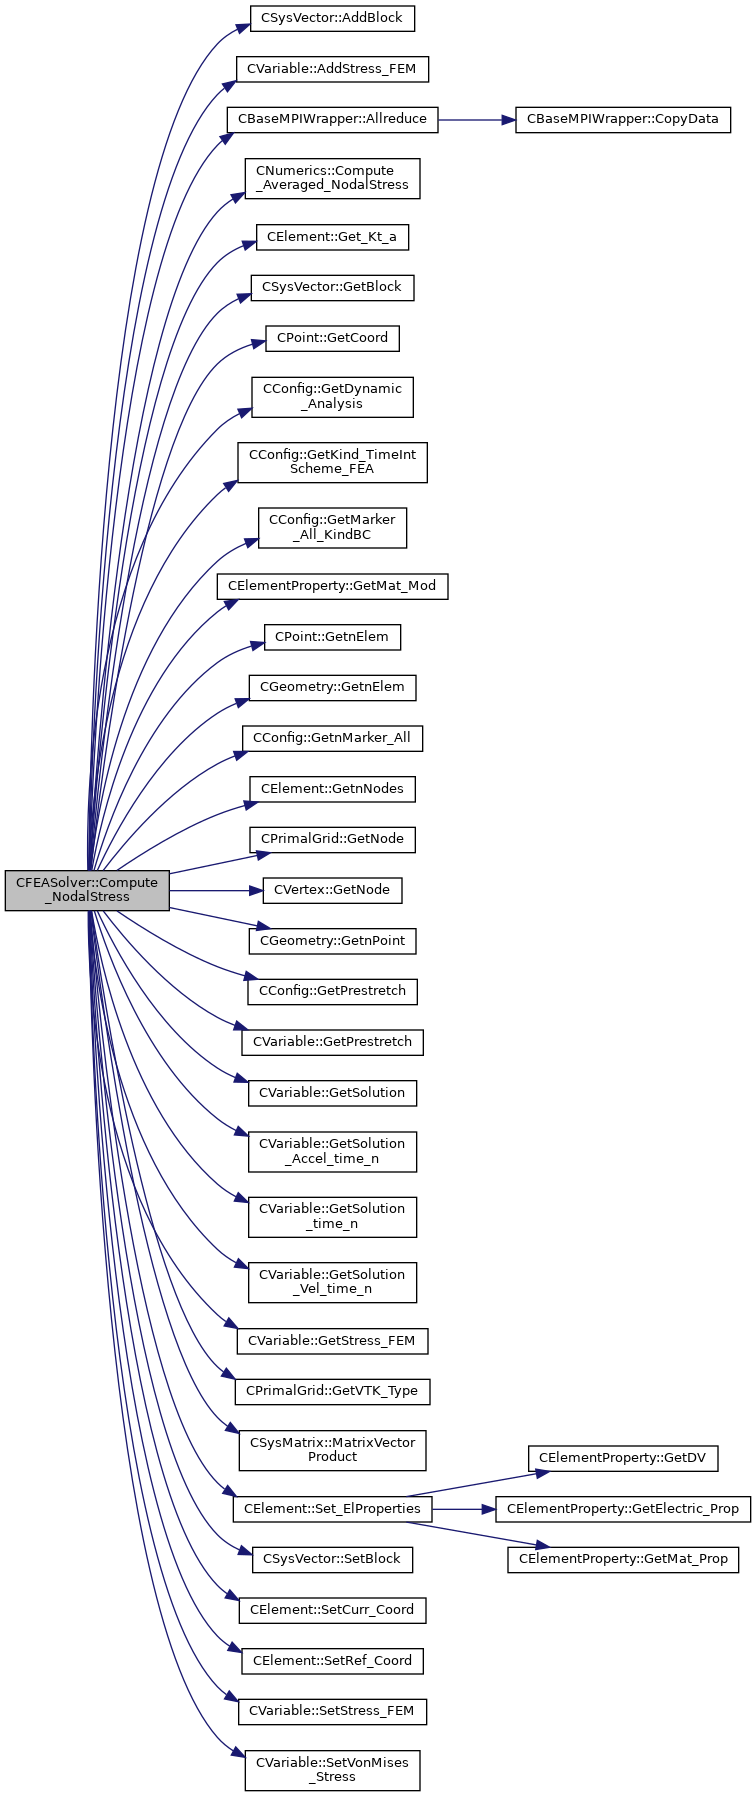 CSysVector::AddBlock
CVariable::AddStress_FEM
CBaseMPIWrapper::Allreduce
CBaseMPIWrapper::CopyData
CNumerics::Compute
_Averaged_NodalStress
CElement::Get_Kt_a
CSysVector::GetBlock
CPoint::GetCoord
CConfig::GetDynamic
_Analysis
CConfig::GetKind_TimeInt
Scheme_FEA
CConfig::GetMarker
_All_KindBC
CElementProperty::GetMat_Mod
CPoint::GetnElem
CGeometry::GetnElem
CConfig::GetnMarker_All
CElement::GetnNodes
CPrimalGrid::GetNode
CFEASolver::Compute
_NodalStress
CVertex::GetNode
CGeometry::GetnPoint
CConfig::GetPrestretch
CVariable::GetPrestretch
CVariable::GetSolution
CVariable::GetSolution
_Accel_time_n
CVariable::GetSolution
_time_n
CVariable::GetSolution
_Vel_time_n
CVariable::GetStress_FEM
CPrimalGrid::GetVTK_Type
CSysMatrix::MatrixVector
Product
CElement::Set_ElProperties
CElementProperty::GetDV
CElementProperty::GetElectric_Prop
CElementProperty::GetMat_Prop
CSysVector::SetBlock
CElement::SetCurr_Coord
CElement::SetRef_Coord
CVariable::SetStress_FEM
CVariable::SetVonMises
_Stress